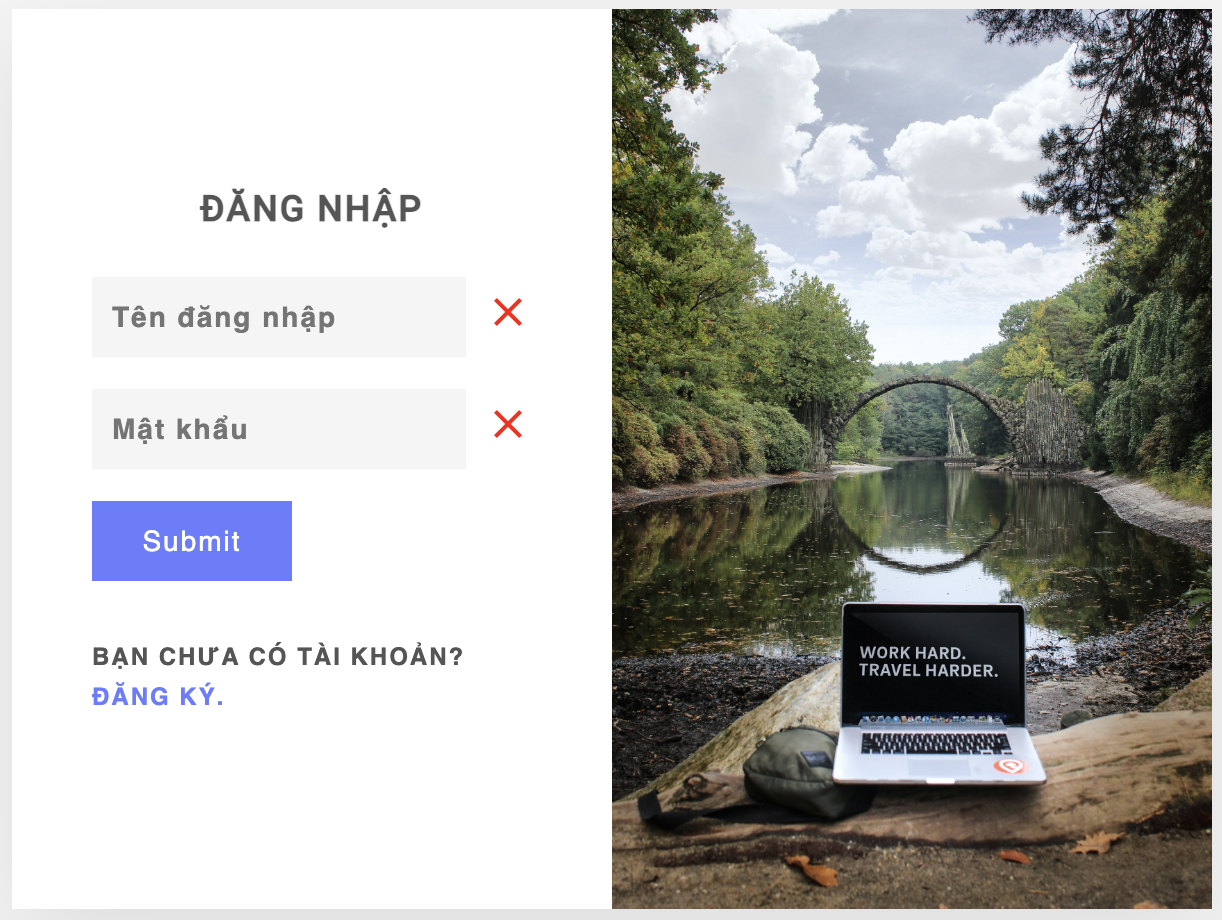 ĐĂNG NHẬP
Tên đăng nhập
Mật khẩu
Submit
BẠN CHƯA CÓ TÀI KHOẢN?
ĐĂNG KÝ.
WORK HARD.
TRAVEL HARDER.